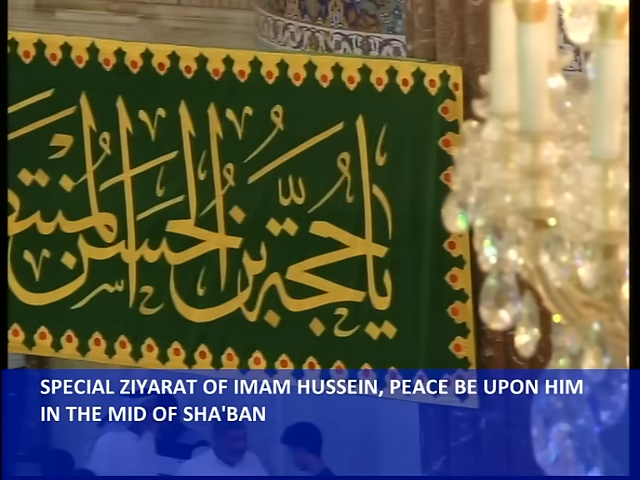 يا حجة بن الحسن
SPECIAL ZIYARAT OF IMAM HUSSEIN, PEACE BE UPON HIM
IN THE MID OF SHA'BAN